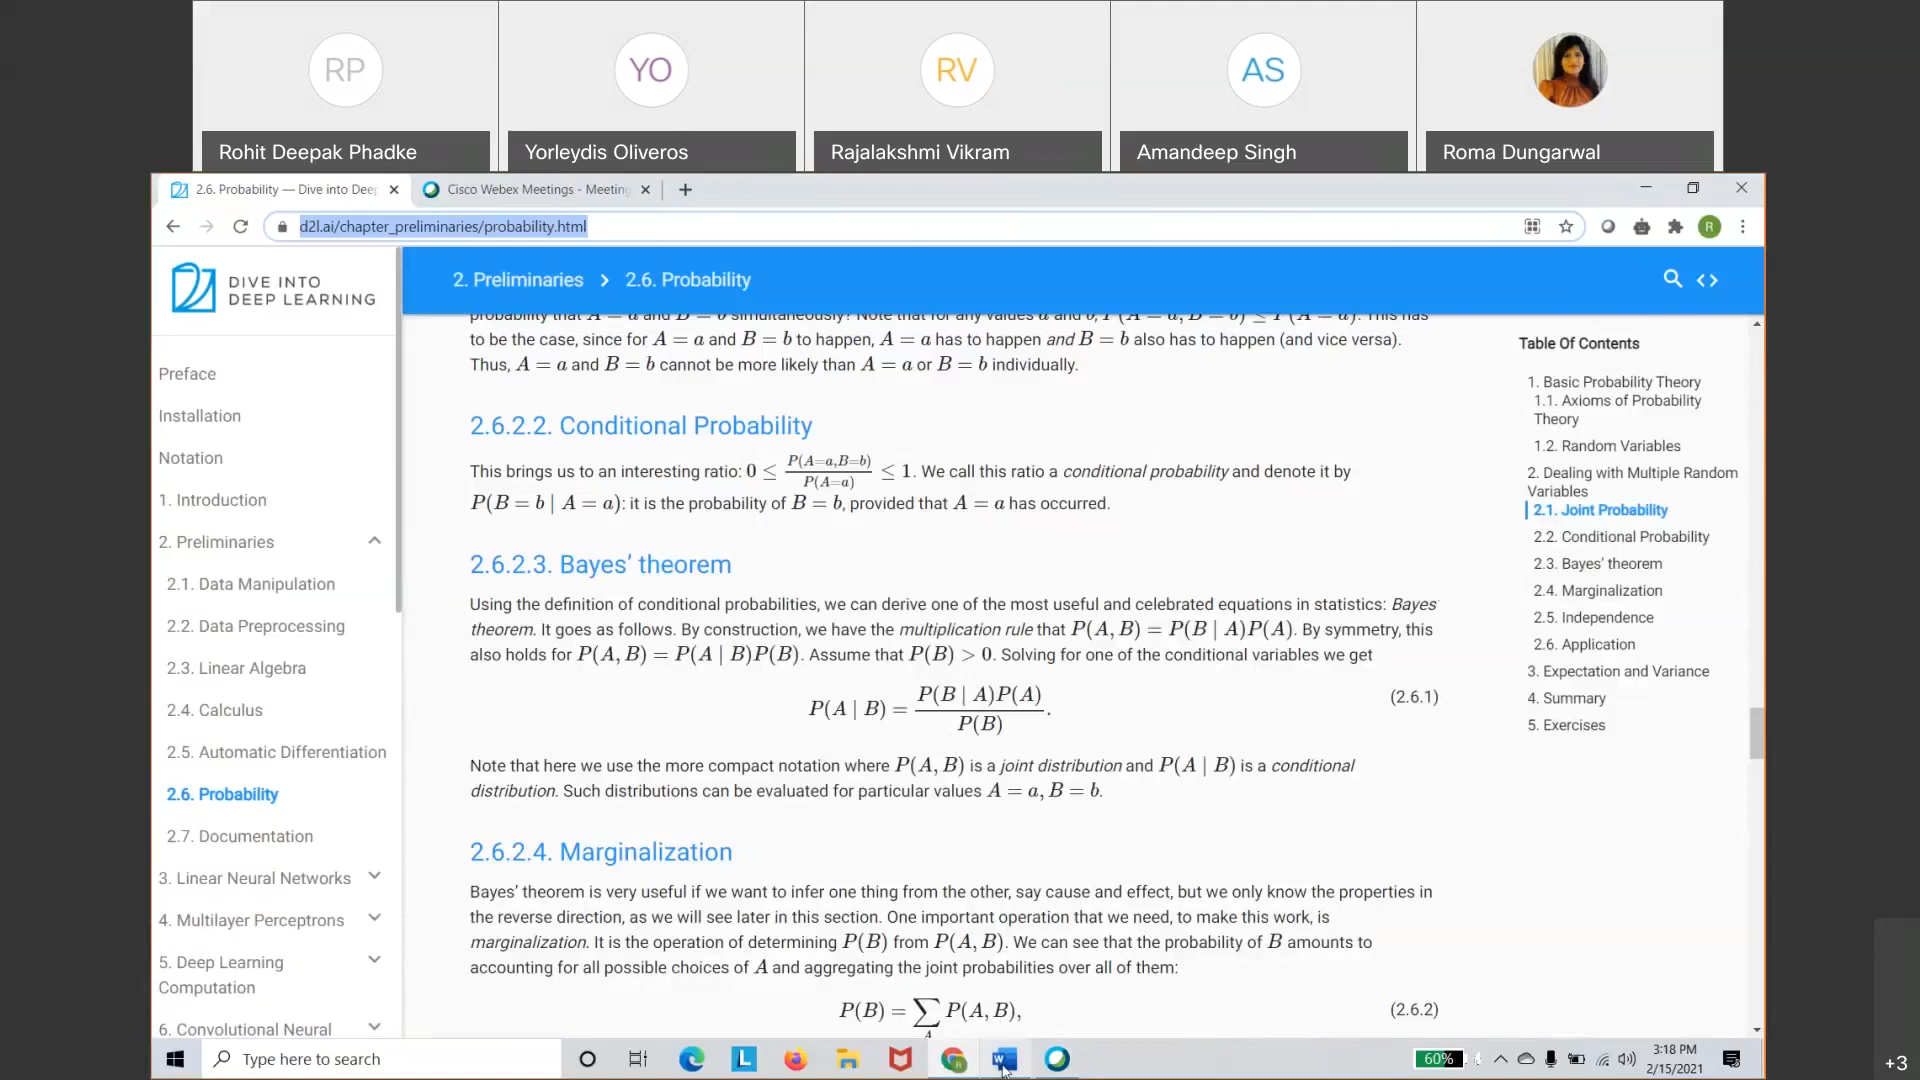 RP
YO
RV
AS
Rohit Deepak Phadke
Yorleydis Oliveros
Rajalakshmi Vikram
Amandeep Singh
Roma Dungarwal
2.6. Probability — Dive into Deep
Cisco Webex Meetings - Meeting
d2l.ai/chapter_preliminaries/probability.html
R
DIVE INTO
DEEP LEARNING
2. Preliminaries > 2.6. Probability
Preface
Installation
Notation
1. Introduction
2. Preliminaries
2.1. Data Manipulation
2.2. Data Preprocessing
2.3. Linear Algebra
2.4. Calculus
2.5. Automatic Differentiation
2.6. Probability
2.7. Documentation
3. Linear Neural Networks
4. Multilayer Perceptrons
5. Deep Learning
Computation
6. Convolutional Neural
probability that A = a and B = b simultaneously? Note that for any values a and b, P(A = a, B = b) ≤ P(A = a). This has
to be the case, since for A = a and B = b to happen, A = a has to happen and B = b also has to happen (and vice versa).
Thus, A = a and B = b cannot be more likely than A = a or B = b individually.
2.6.2.2. Conditional Probability
This brings us to an interesting ratio: 0 ≤ P(A=a,B=b)/P(A=a) ≤ 1. We call this ratio a conditional probability and denote it by
P(B = b | A = a): it is the probability of B = b, provided that A = a has occurred.
2.6.2.3. Bayes’ theorem
Using the definition of conditional probabilities, we can derive one of the most useful and celebrated equations in statistics: Bayes
theorem. It goes as follows. By construction, we have the multiplication rule that P(A, B) = P(B | A)P(A). By symmetry, this
also holds for P(A, B) = P(A | B)P(B). Assume that P(B) > 0. Solving for one of the conditional variables we get
P(A | B) = P(B | A)P(A)/P(B). (2.6.1)
Note that here we use the more compact notation where P(A, B) is a joint distribution and P(A | B) is a conditional
distribution. Such distributions can be evaluated for particular values A = a, B = b.
2.6.2.4. Marginalization
Bayes’ theorem is very useful if we want to infer one thing from the other, say cause and effect, but we only know the properties in
the reverse direction, as we will see later in this section. One important operation that we need, to make this work, is
marginalization. It is the operation of determining P(B) from P(A, B). We can see that the probability of B amounts to
accounting for all possible choices of A and aggregating the joint probabilities over all of them:
P(B) = ∑ P(A, B), (2.6.2)
A
Table Of Contents
1. Basic Probability Theory
1.1. Axioms of Probability
Theory
1.2. Random Variables
2. Dealing with Multiple Random
Variables
2.1. Joint Probability
2.2. Conditional Probability
2.3. Bayes’ theorem
2.4. Marginalization
2.5. Independence
2.6. Application
3. Expectation and Variance
4. Summary
5. Exercises
Type here to search
L
W
60%
3:18 PM
2/15/2021
+3